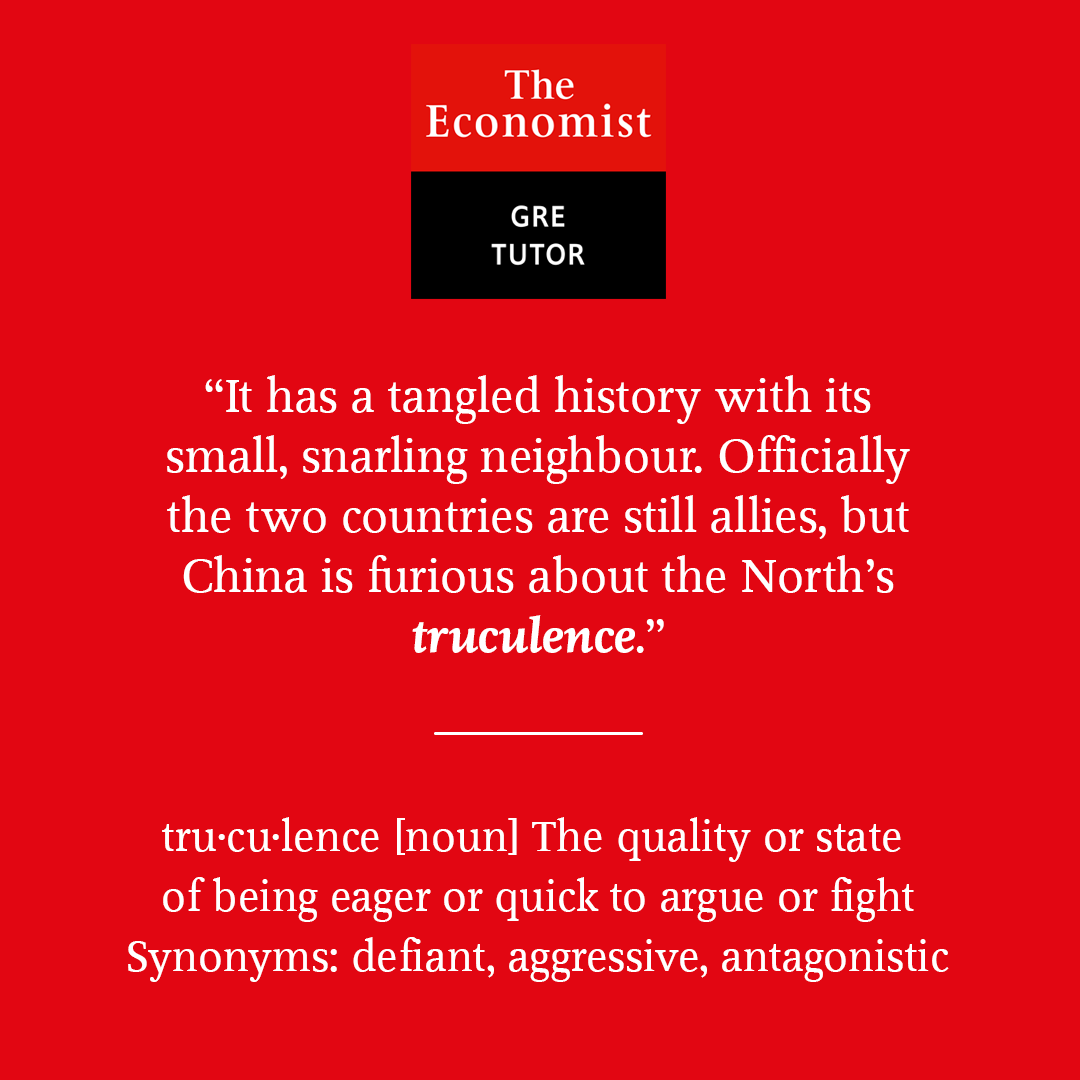 The
Economist
GRE
TUTOR
“It has a tangled history with its
small, snarling neighbour. Officially
the two countries are still allies, but
China is furious about the North’s
truculence.”
tru·cu·lence [noun] The quality or state
of being eager or quick to argue or fight
Synonyms: defiant, aggressive, antagonistic